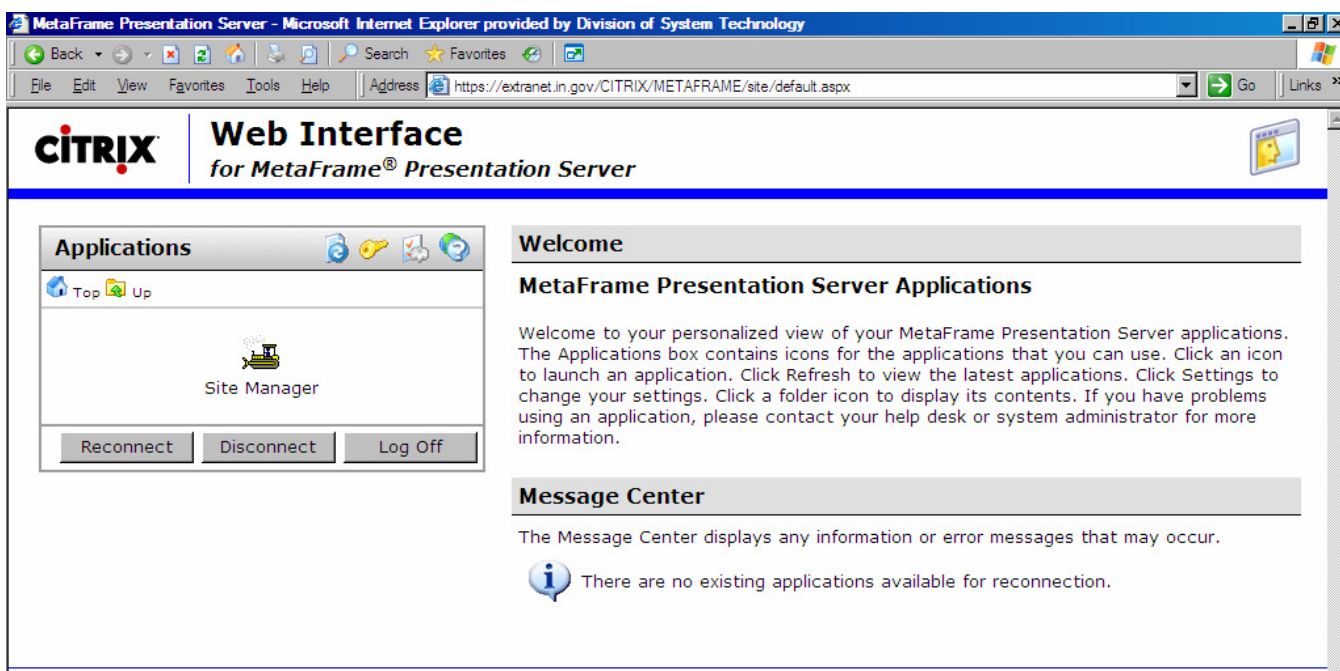 MetaFrame Presentation Server - Microsoft Internet Explorer provided by Division of System Technology
Back Search Favorites
File Edit View Favorites Tools Help Address https://extranet.in.gov/CITRIX/METAFRAME/site/default.aspx Go Links »
CITRIX
Web Interface
for MetaFrame® Presentation Server
Applications
Top Up
Site Manager
Reconnect Disconnect Log Off
Welcome
MetaFrame Presentation Server Applications
Welcome to your personalized view of your MetaFrame Presentation Server applications.
The Applications box contains icons for the applications that you can use. Click an icon
to launch an application. Click Refresh to view the latest applications. Click Settings to
change your settings. Click a folder icon to display its contents. If you have problems
using an application, please contact your help desk or system administrator for more
information.
Message Center
The Message Center displays any information or error messages that may occur.
There are no existing applications available for reconnection.